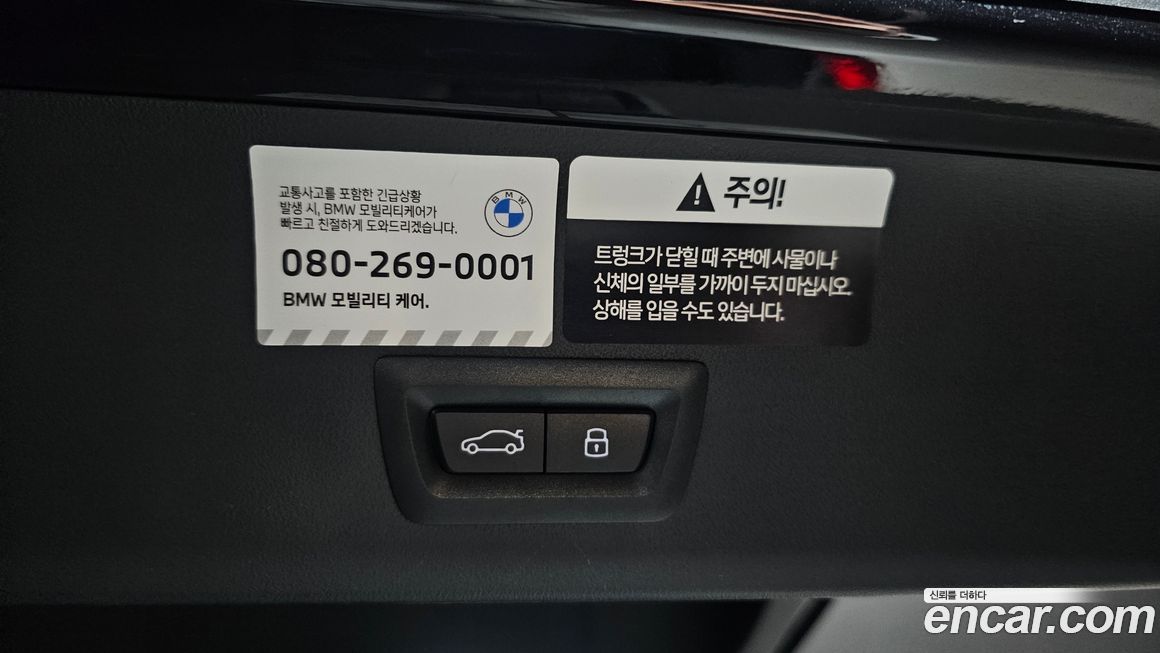 교통사고를 포함한 긴급상황
발생 시, BMW 모빌리티케어가
빠르고 친절하게 도와드리겠습니다.
BMW
080-269-0001
BMW 모빌리티 케어.
주의!
트렁크가 닫힐 때 주변에 사물이나
신체의 일부를 가까이 두지 마십시오.
상해를 입을 수도 있습니다.
신뢰를 더하다
encar.com